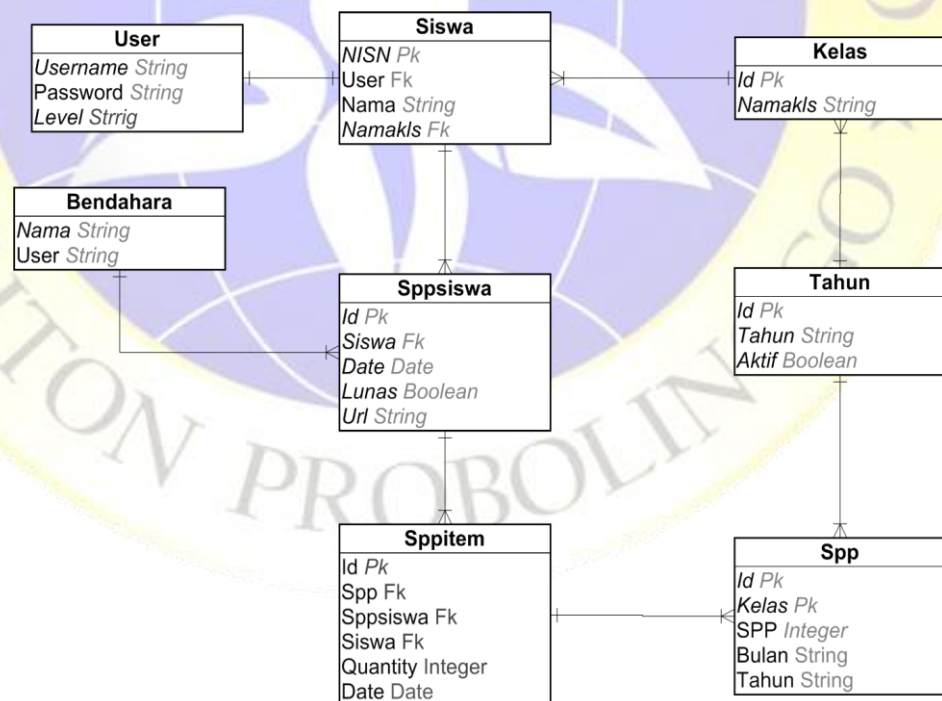 User
Username String
Password String
Level Strrig
Siswa
NISN Pk
User Fk
Nama String
Namakls Fk
Kelas
Id Pk
Namakls String
Bendahara
Nama String
User String
Sppsiswa
Id Pk
Siswa Fk
Date Date
Lunas Boolean
Url String
Tahun
Id Pk
Tahun String
Aktif Boolean
Sppitem
Id Pk
Spp Fk
Sppsiswa Fk
Siswa Fk
Quantity Integer
Date Date
Spp
Id Pk
Kelas Pk
SPP Integer
Bulan String
Tahun String
ITON PROBOLINGGO